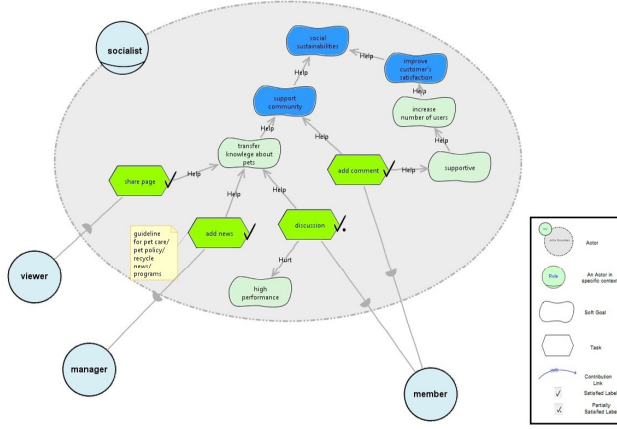 socialist
social
sustainabilities
Help
Help
improve
customer's
satisfaction
Help
support
community
increase
number of users
Help
Help
Help
transfer
knowlege about
pets
share page
Help
Help
Help
add comment
Help
supportive
guideline
for pet care/
pet policy/
recycle
news/
programs
add news
discussion
Hurt
high
performance
viewer
manager
member
Actor
Role
An Actor in
specific context
Soft Goal
Task
Contribution
Link
Satisfied Label
Partially
Satisfied Label